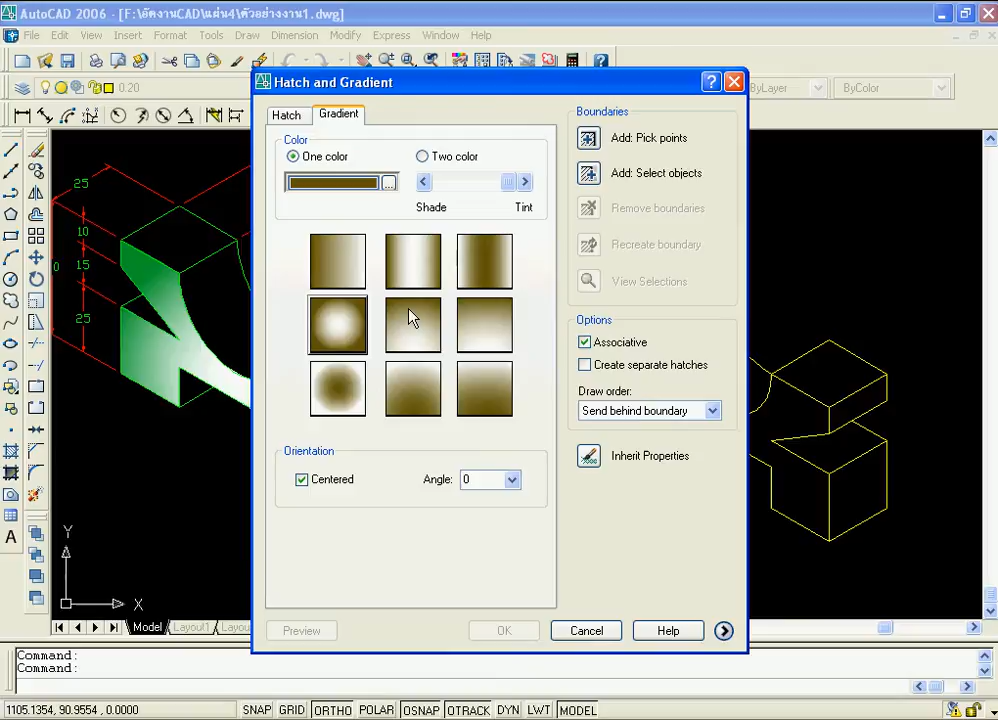 AutoCAD 2006 - [F:\อัดงานCAD\แผ่น4\ตัวอย่างงาน1.dwg]
File Edit View Insert Format Tools Draw Dimension Modify Express Window Help
0.20
ByLayer
ByColor
Hatch and Gradient
Hatch
Gradient
Color
One color
Two color
...
Shade
Tint
Orientation
Centered
Angle:
0
Boundaries
Add: Pick points
Add: Select objects
Remove boundaries
Recreate boundary
View Selections
Options
Associative
Create separate hatches
Draw order:
Send behind boundary
Inherit Properties
Preview
OK
Cancel
Help
25
10
15
0
25
Y
X
A
Model
Layout1
Command:
Command:
1105.1354, 90.9554 , 0.0000
SNAP GRID ORTHO POLAR OSNAP OTRACK DYN LWT MODEL